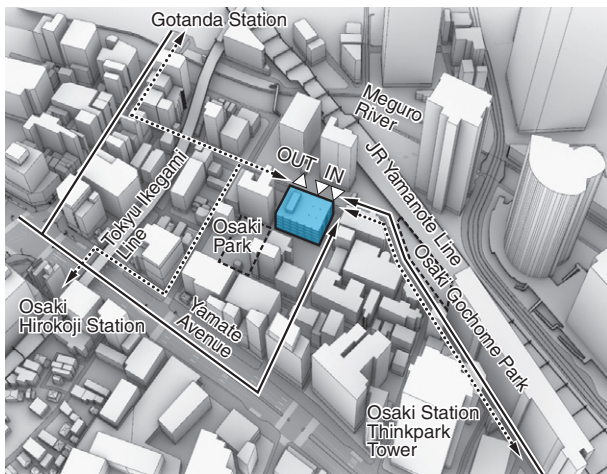 Gotanda Station
Meguro
River
OUT
IN
JR Yamanote Line
Tokyu Ikegami
Line
Osaki
Park
Osaki Gochome Park
Osaki
Hirokoji Station
Yamate
Avenue
Osaki Station
Thinkpark
Tower